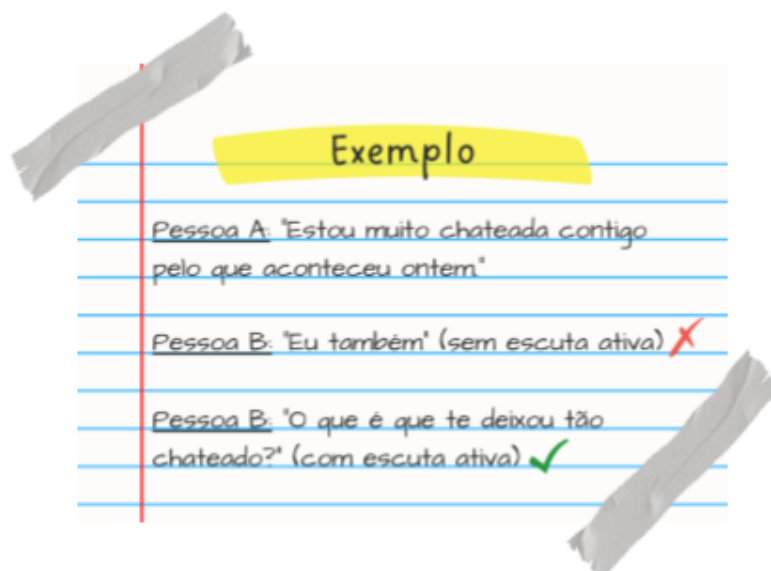 Exemplo
Pessoa A: "Estou muito chateada contigo
pelo que aconteceu ontem."
Pessoa B: "Eu também" (sem escuta ativa)
Pessoa B: "O que é que te deixou tão
chateado?" (com escuta ativa)